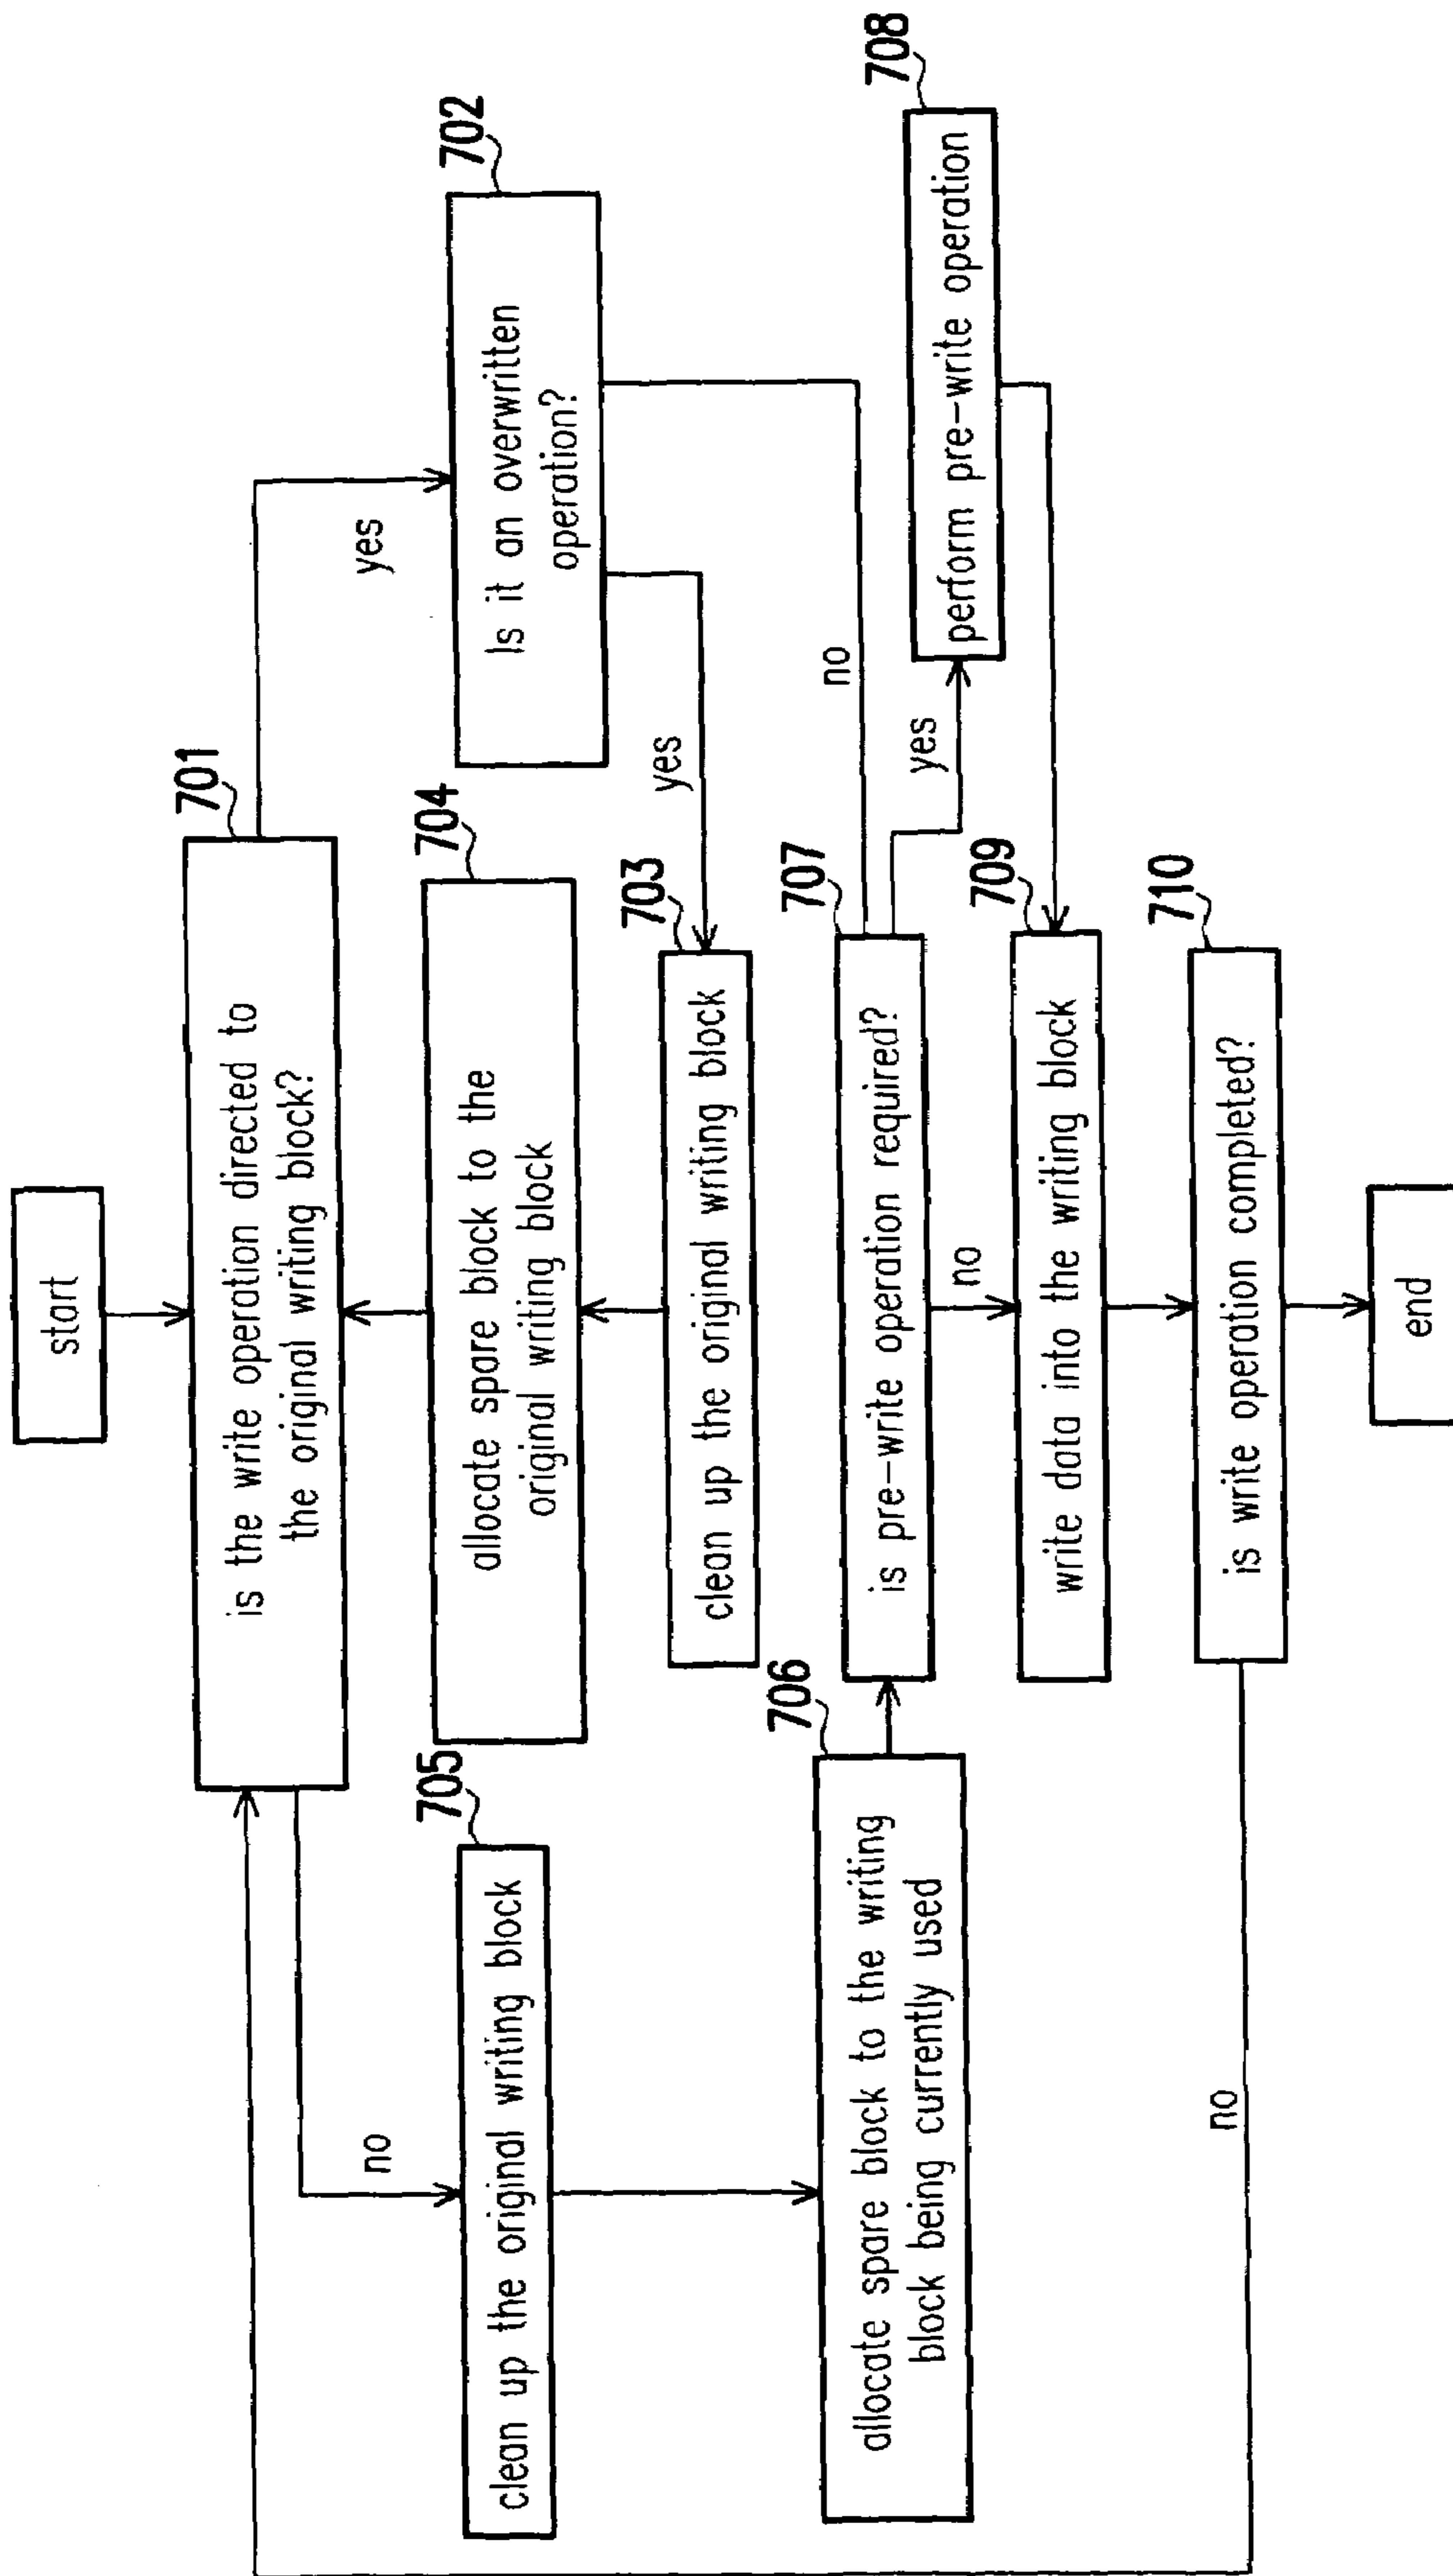 start
701
is the write operation directed to
the original writing block?
yes
702
Is it an overwritten
operation?
704
allocate spare block to the
original writing block
yes
703
clean up the original writing block
no
705
clean up the original writing block
no
706
allocate spare block to the writing
block being currently used
707
is pre-write operation required?
yes
708
perform pre-write operation
no
709
write data into the writing block
710
is write operation completed?
no
end